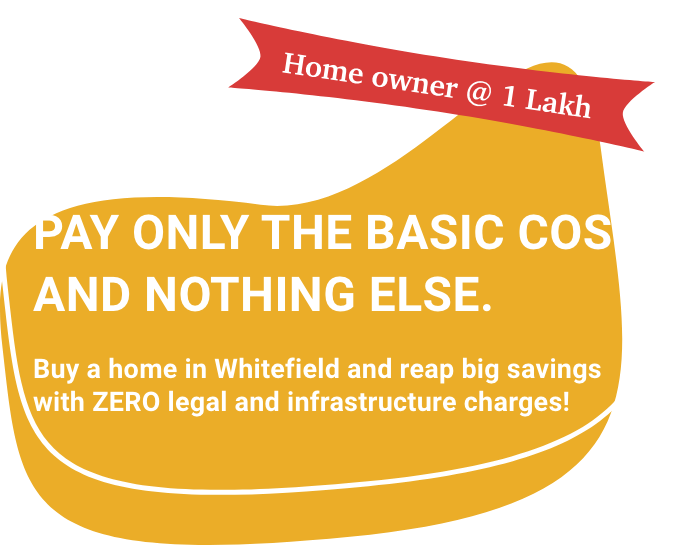 Home owner @ 1 Lakh
PAY ONLY THE BASIC COS
AND NOTHING ELSE.
Buy a home in Whitefield and reap big savings
with ZERO legal and infrastructure charges!